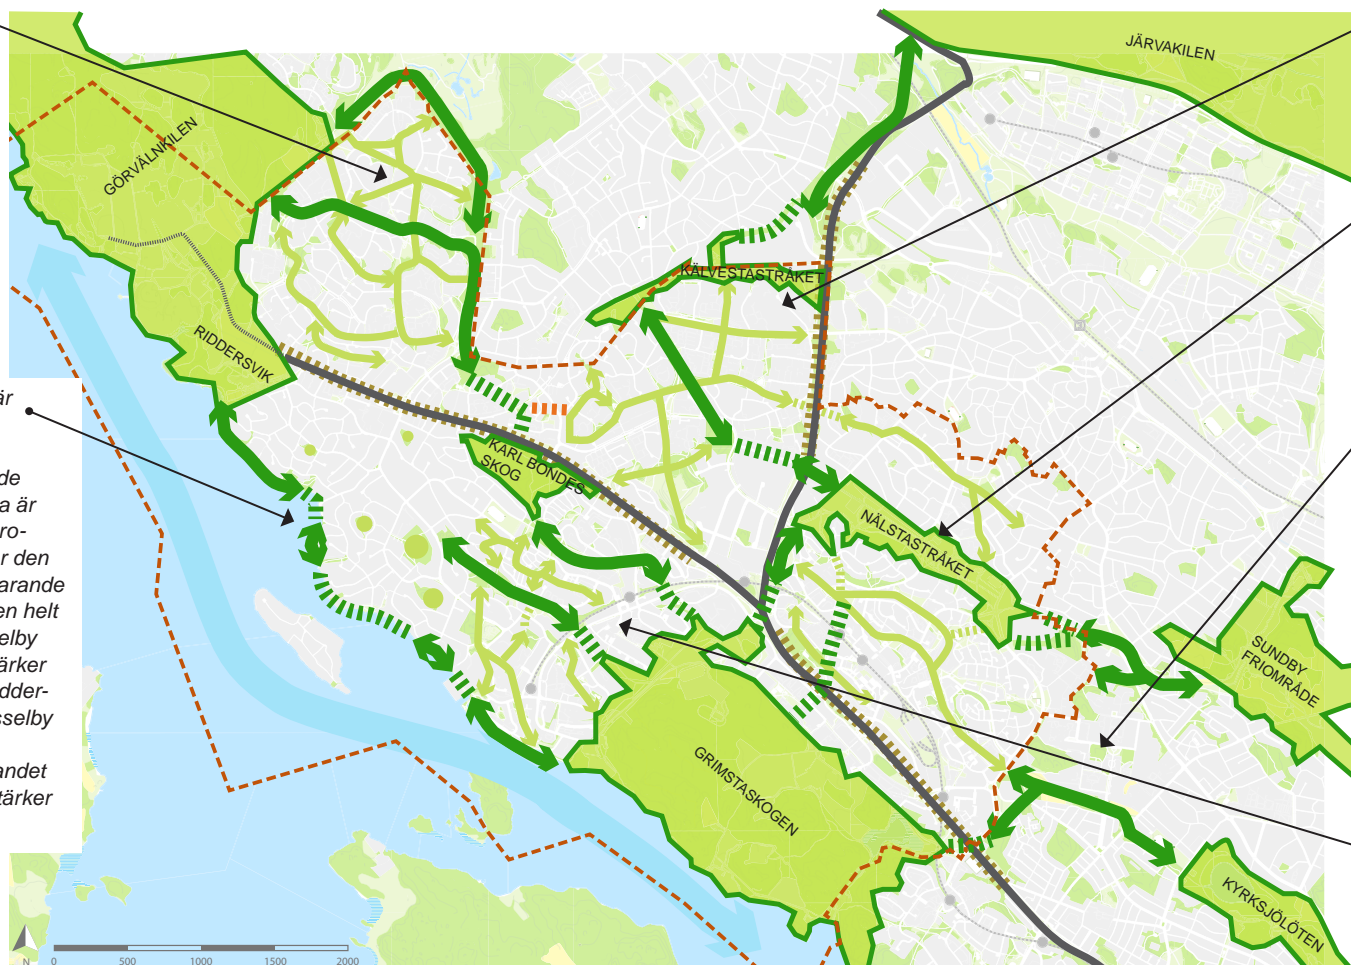 JÄRVAKILEN
GÖRVÄLNKILEN
KÄLVESTASTRÅKET
RIDDERSVIK
KARL BONDES
SKOG
NÄLSTASTRÅKET
SUNDBY
FRIOMRÅDE
GRIMSTASKOGEN
KYRKSJÖLÖTEN
är
de
a är
ro-
r den
arande
en helt
selby
tärker
dder-
sselby
andet
tärker
N
0 500 1000 1500 2000